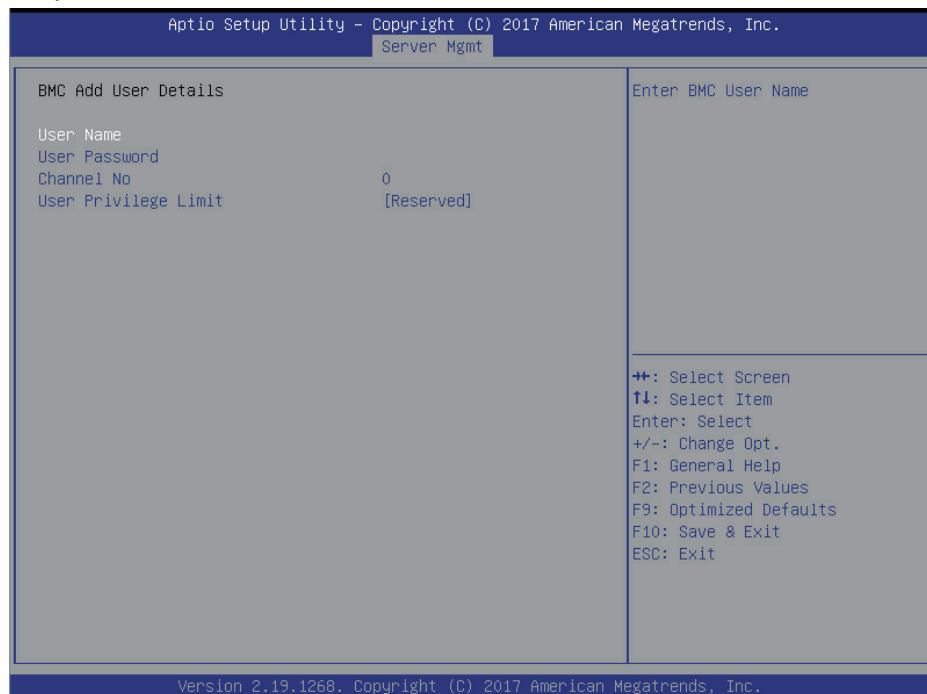 Aptio Setup Utility – Copyright (C) 2017 American Megatrends, Inc.
Server Mgmt
BMC Add User Details
User Name
User Password
Channel No 0
User Privilege Limit [Reserved]
Enter BMC User Name
→←: Select Screen
↑↓: Select Item
Enter: Select
+/-: Change Opt.
F1: General Help
F2: Previous Values
F9: Optimized Defaults
F10: Save & Exit
ESC: Exit
Version 2.19.1268. Copyright (C) 2017 American Megatrends, Inc.